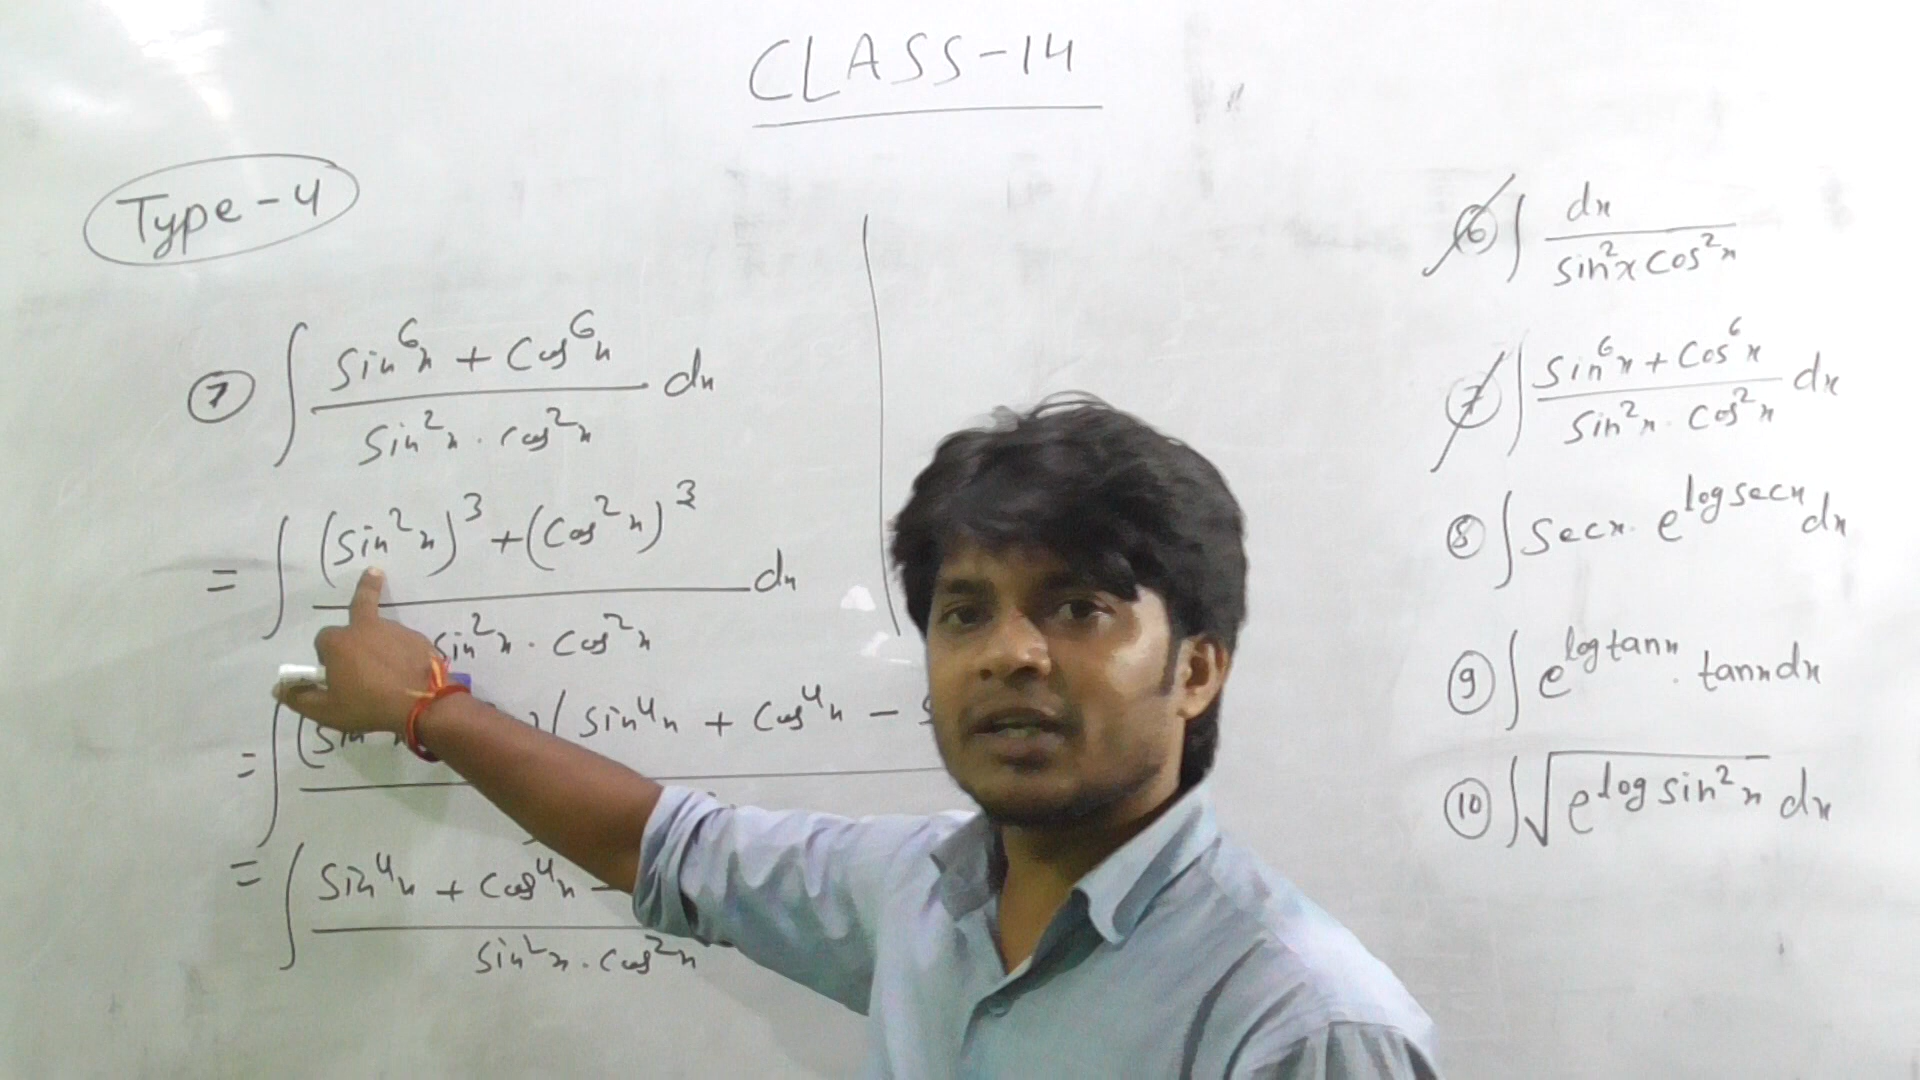 CLASS-14
Type-4
⑦ ∫ (Sin⁶x + Cos⁶x) / (Sin²x . Cos²x) dx
= ∫ ((Sin²x)³ + (Cos²x)³) / (Sin²x . Cos²x) dx
= ∫ (Sin (Sin⁴x + Cos⁴x −
= ∫ (Sin⁴x + Cos⁴x −) / (Sin²x . Cos²x)
⑥ ∫ dx / (Sin²x Cos²x)
⑦ ∫ (Sin⁶x + Cos⁶x) / (Sin²x . Cos²x) dx
⑧ ∫ Secx . e^(log secx) dx
⑨ ∫ e^(log tanx) . tanx dx
⑩ ∫ √(e^(log sin²x)) dx